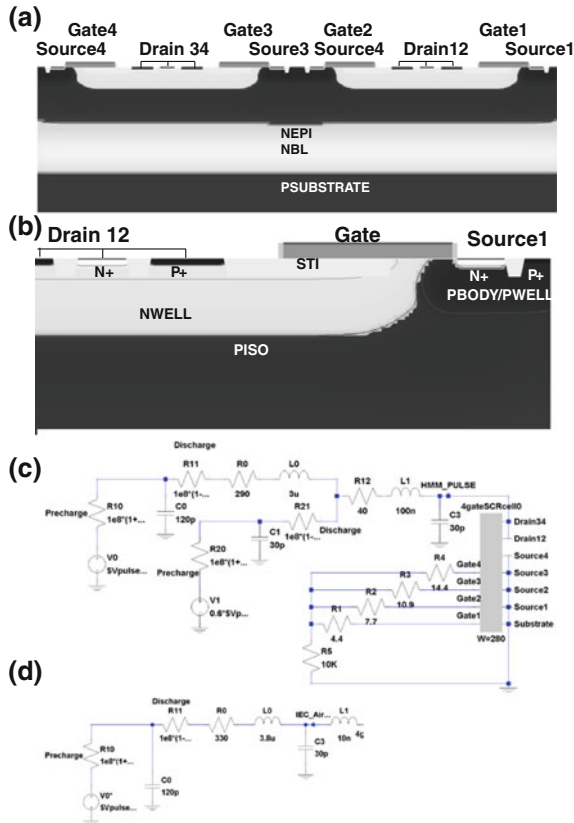 (a)
Gate4 Gate3 Gate2 Gate1
Source4 Drain 34 Soure3 Source4 Drain12 Source1
NEPI
NBL
PSUBSTRATE
(b)
Drain 12 Gate Source1
N+ P+ STI N+ P+
PBODY/PWELL
NWELL
PISO
(c)
Discharge
R11 R0 L0
1e8*(1-... 290 3u
R12 L1 HMM_PULSE
40 100n
Precharge
R10
1e8*(1+...
C0
120p
R21
1e8*(1-...
Discharge
C1
30p
C3
30p
4gateSCRcell0
Drain34
Drain12
Source4
Source3
Source2
Source1
Substrate
W=280
R20
1e8*(1+...
Precharge
V0
$Vpulse...
V1
0.6*$Vp...
R4
14.4
Gate4
R3
10.9
Gate3
R2
7.7
Gate2
R1
4.4
Gate1
R5
10K
(d)
Discharge
R11 R0 L0 IEC_Air... L1
1e8*(1-... 330 3.8u 10n
Precharge
R10
1e8*(1+...
C3
30p
C0
120p
V0*
$Vpulse...